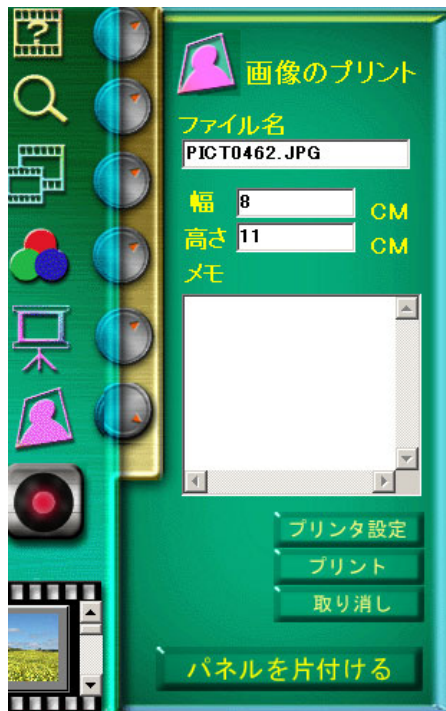 ?
画像のプリント
ファイル名
PICT0462.JPG
幅 8 CM
高さ 11 CM
メモ
プリンタ設定
プリント
取り消し
パネルを片付ける